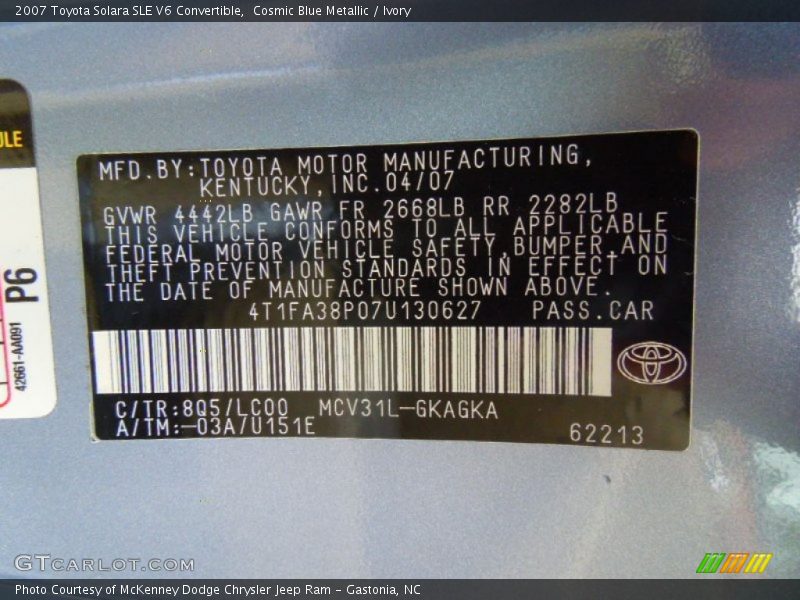 2007 Toyota Solara SLE V6 Convertible,  Cosmic Blue Metallic / Ivory
ULE
P6
42661-AA091
MFD.BY:TOYOTA MOTOR MANUFACTURING,
KENTUCKY,INC.04/07
GVWR 4442LB GAWR FR 2668LB RR 2282LB
THIS VEHICLE CONFORMS TO ALL APPLICABLE
FEDERAL MOTOR VEHICLE SAFETY,BUMPER,AND
THEFT PREVENTION STANDARDS IN EFFECT ON
THE DATE OF MANUFACTURE SHOWN ABOVE.
4T1FA38P07U130627 PASS.CAR
C/TR:8Q5/LC00 MCV31L-GKAGKA
A/TM:-03A/U151E
62213
GTCARLOT.COM
Photo Courtesy of McKenney Dodge Chrysler Jeep Ram - Gastonia, NC